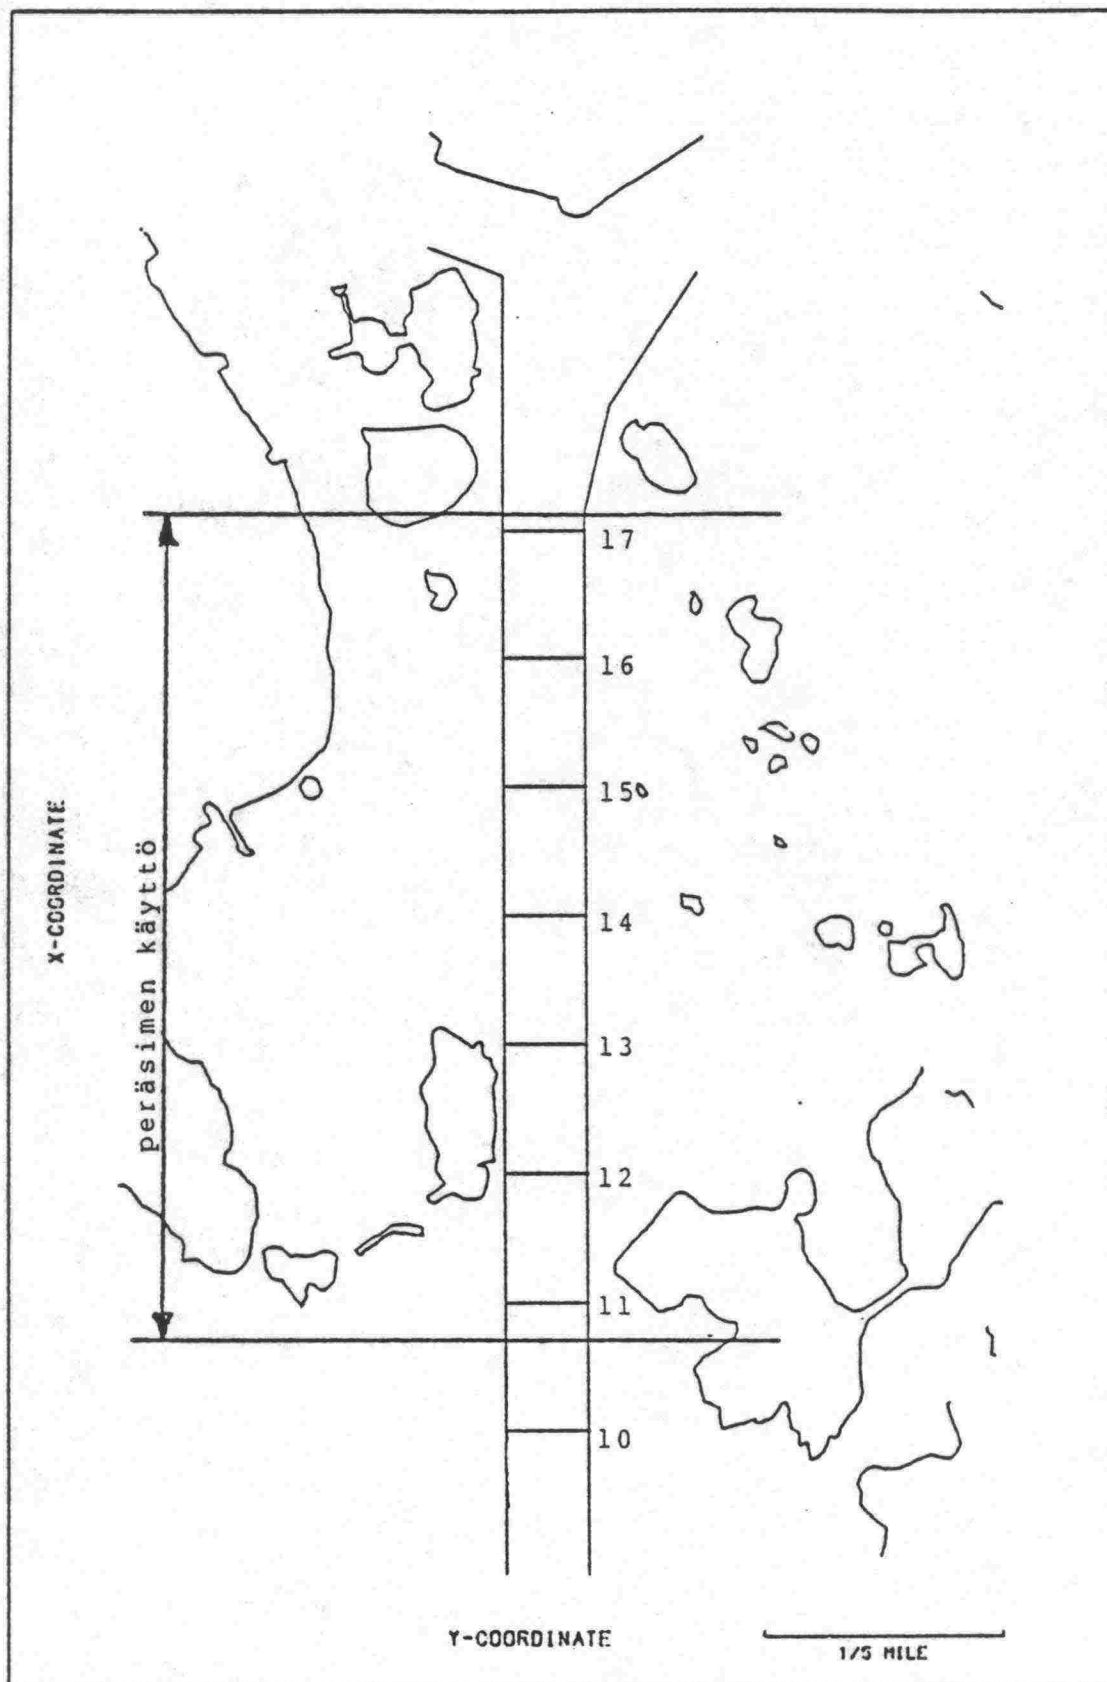 17
16
15
14
13
12
11
10
X-COORDINATE
peräsimen käyttö
Y-COORDINATE
1/5 MILE